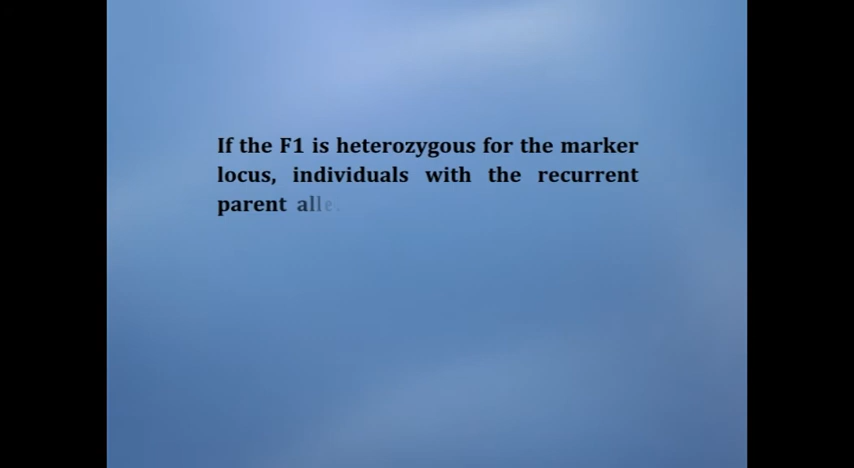 If the F1 is heterozygous for the marker
locus, individuals with the recurrent
parent alle